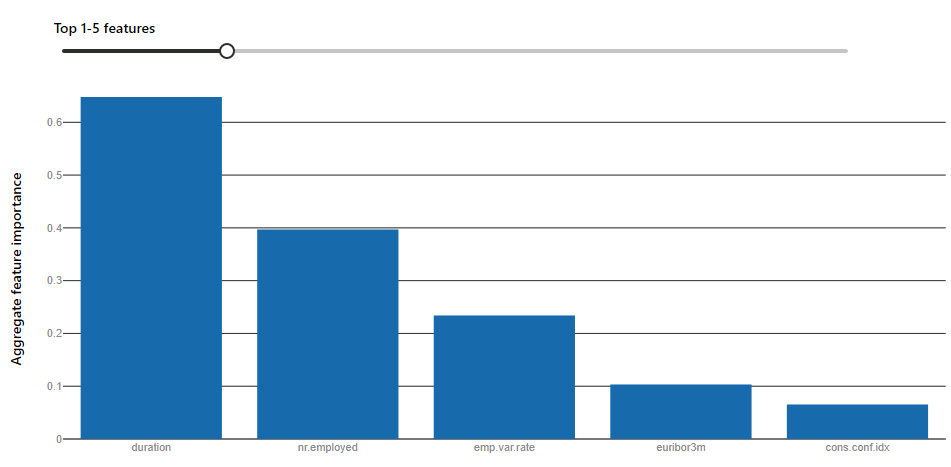 Top 1-5 features
Aggregate feature importance
0.6
0.5
0.4
0.3
0.2
0.1
0
duration
nr.employed
emp.var.rate
euribor3m
cons.conf.idx